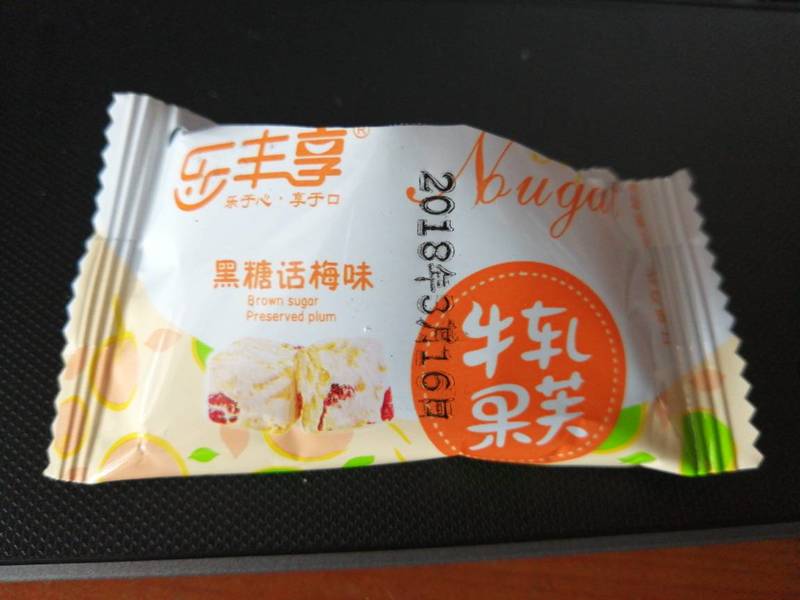 乐丰享®
乐于心·享于口
Nougat
2018年3月16日
黑糖话梅味
Brown sugar
Preserved plum
牛轧
果芙